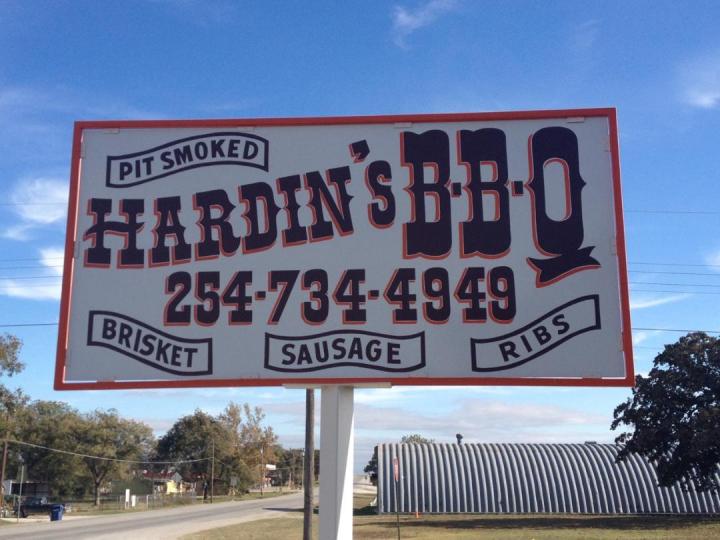 PIT SMOKED
HARDIN'S B·B·Q
254-734-4949
BRISKET
SAUSAGE
RIBS